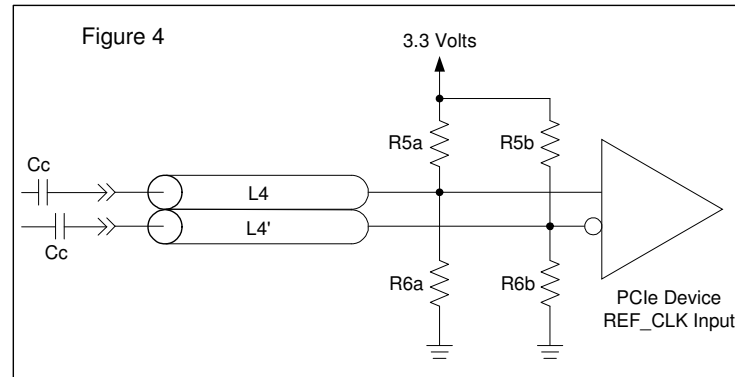 Figure 4
3.3 Volts
R5a
R5b
Cc
L4
L4'
Cc
R6a
R6b
PCIe Device
REF_CLK Input